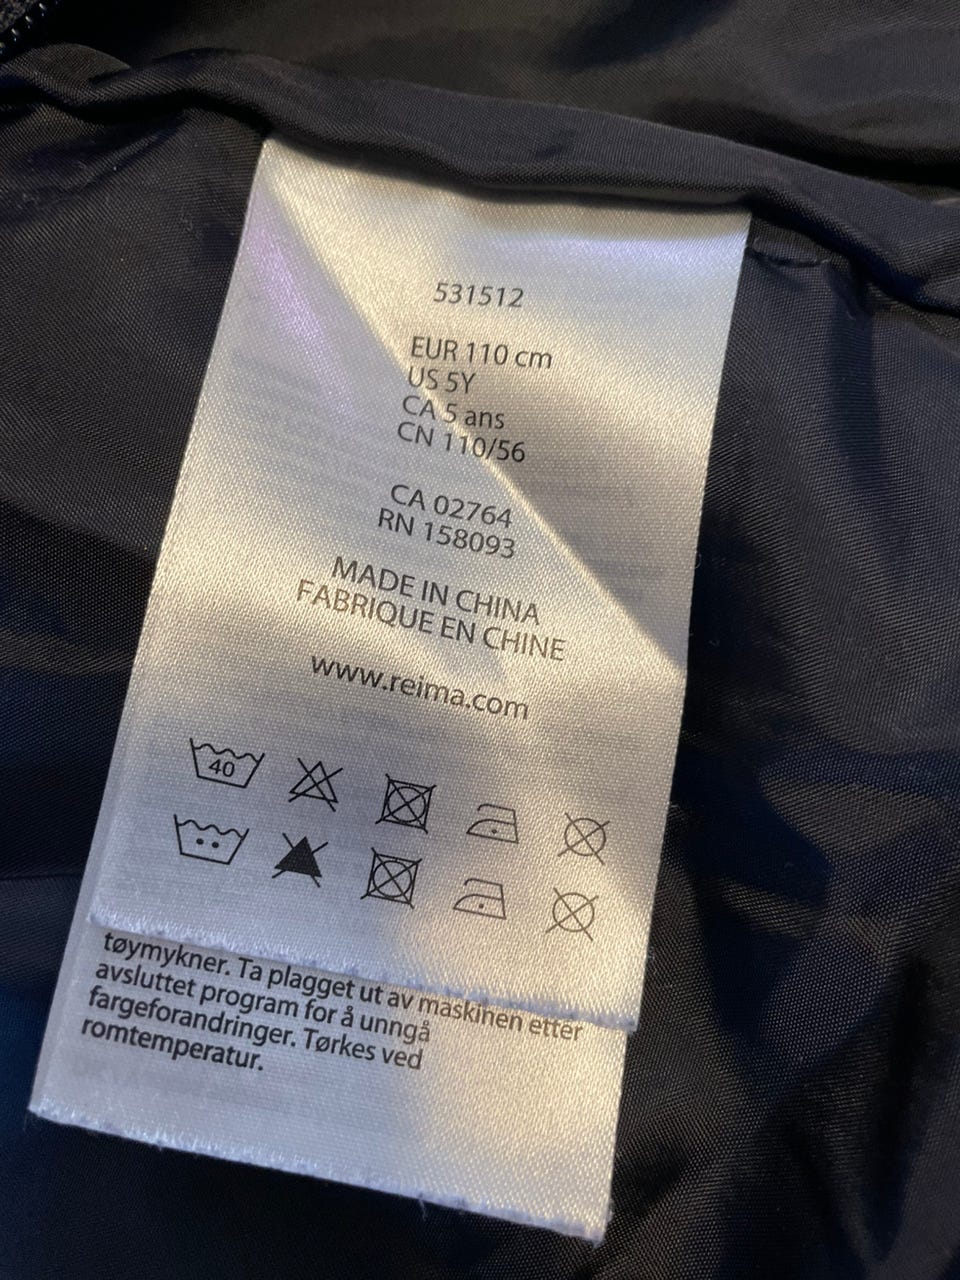 531512
EUR 110 cm
US 5Y
CA 5 ans
CN 110/56
CA 02764
RN 158093
MADE IN CHINA
FABRIQUE EN CHINE
www.reima.com
40
tøymykner. Ta plagget ut av maskinen etter
avsluttet program for å unngå
fargeforandringer. Tørkes ved
romtemperatur.